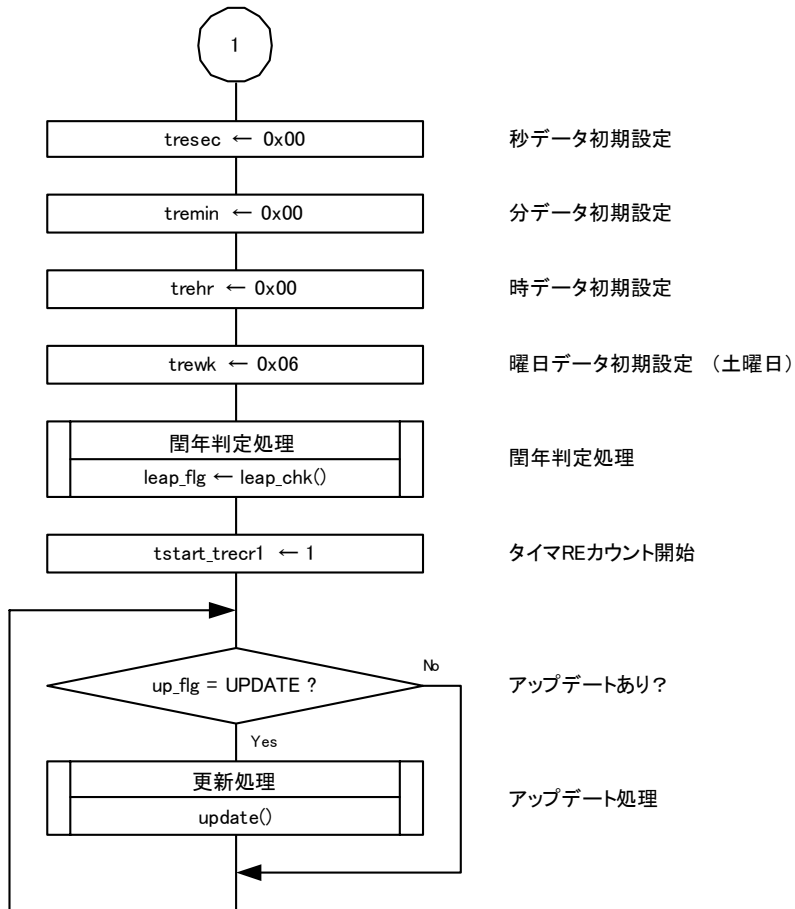 1
tresec ← 0x00
秒データ初期設定
tremin ← 0x00
分データ初期設定
trehr ← 0x00
時データ初期設定
trewk ← 0x06
曜日データ初期設定 （土曜日）
閏年判定処理
leap_flg ← leap_chk()
閏年判定処理
tstart_trecr1 ← 1
タイマREカウント開始
up_flg = UPDATE ?
No
アップデートあり？
Yes
更新処理
update()
アップデート処理